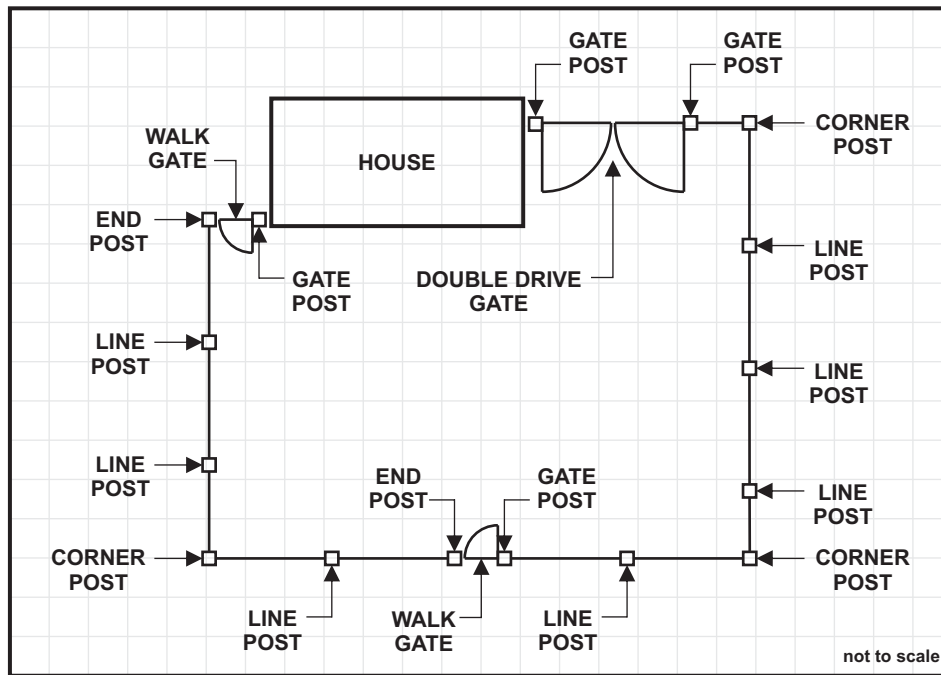 GATE
POST
GATE
POST
CORNER
POST
WALK
GATE
HOUSE
END
POST
LINE
POST
GATE
POST
DOUBLE DRIVE
GATE
LINE
POST
LINE
POST
LINE
POST
END
POST
GATE
POST
LINE
POST
CORNER
POST
CORNER
POST
LINE
POST
WALK
GATE
LINE
POST
not to scale